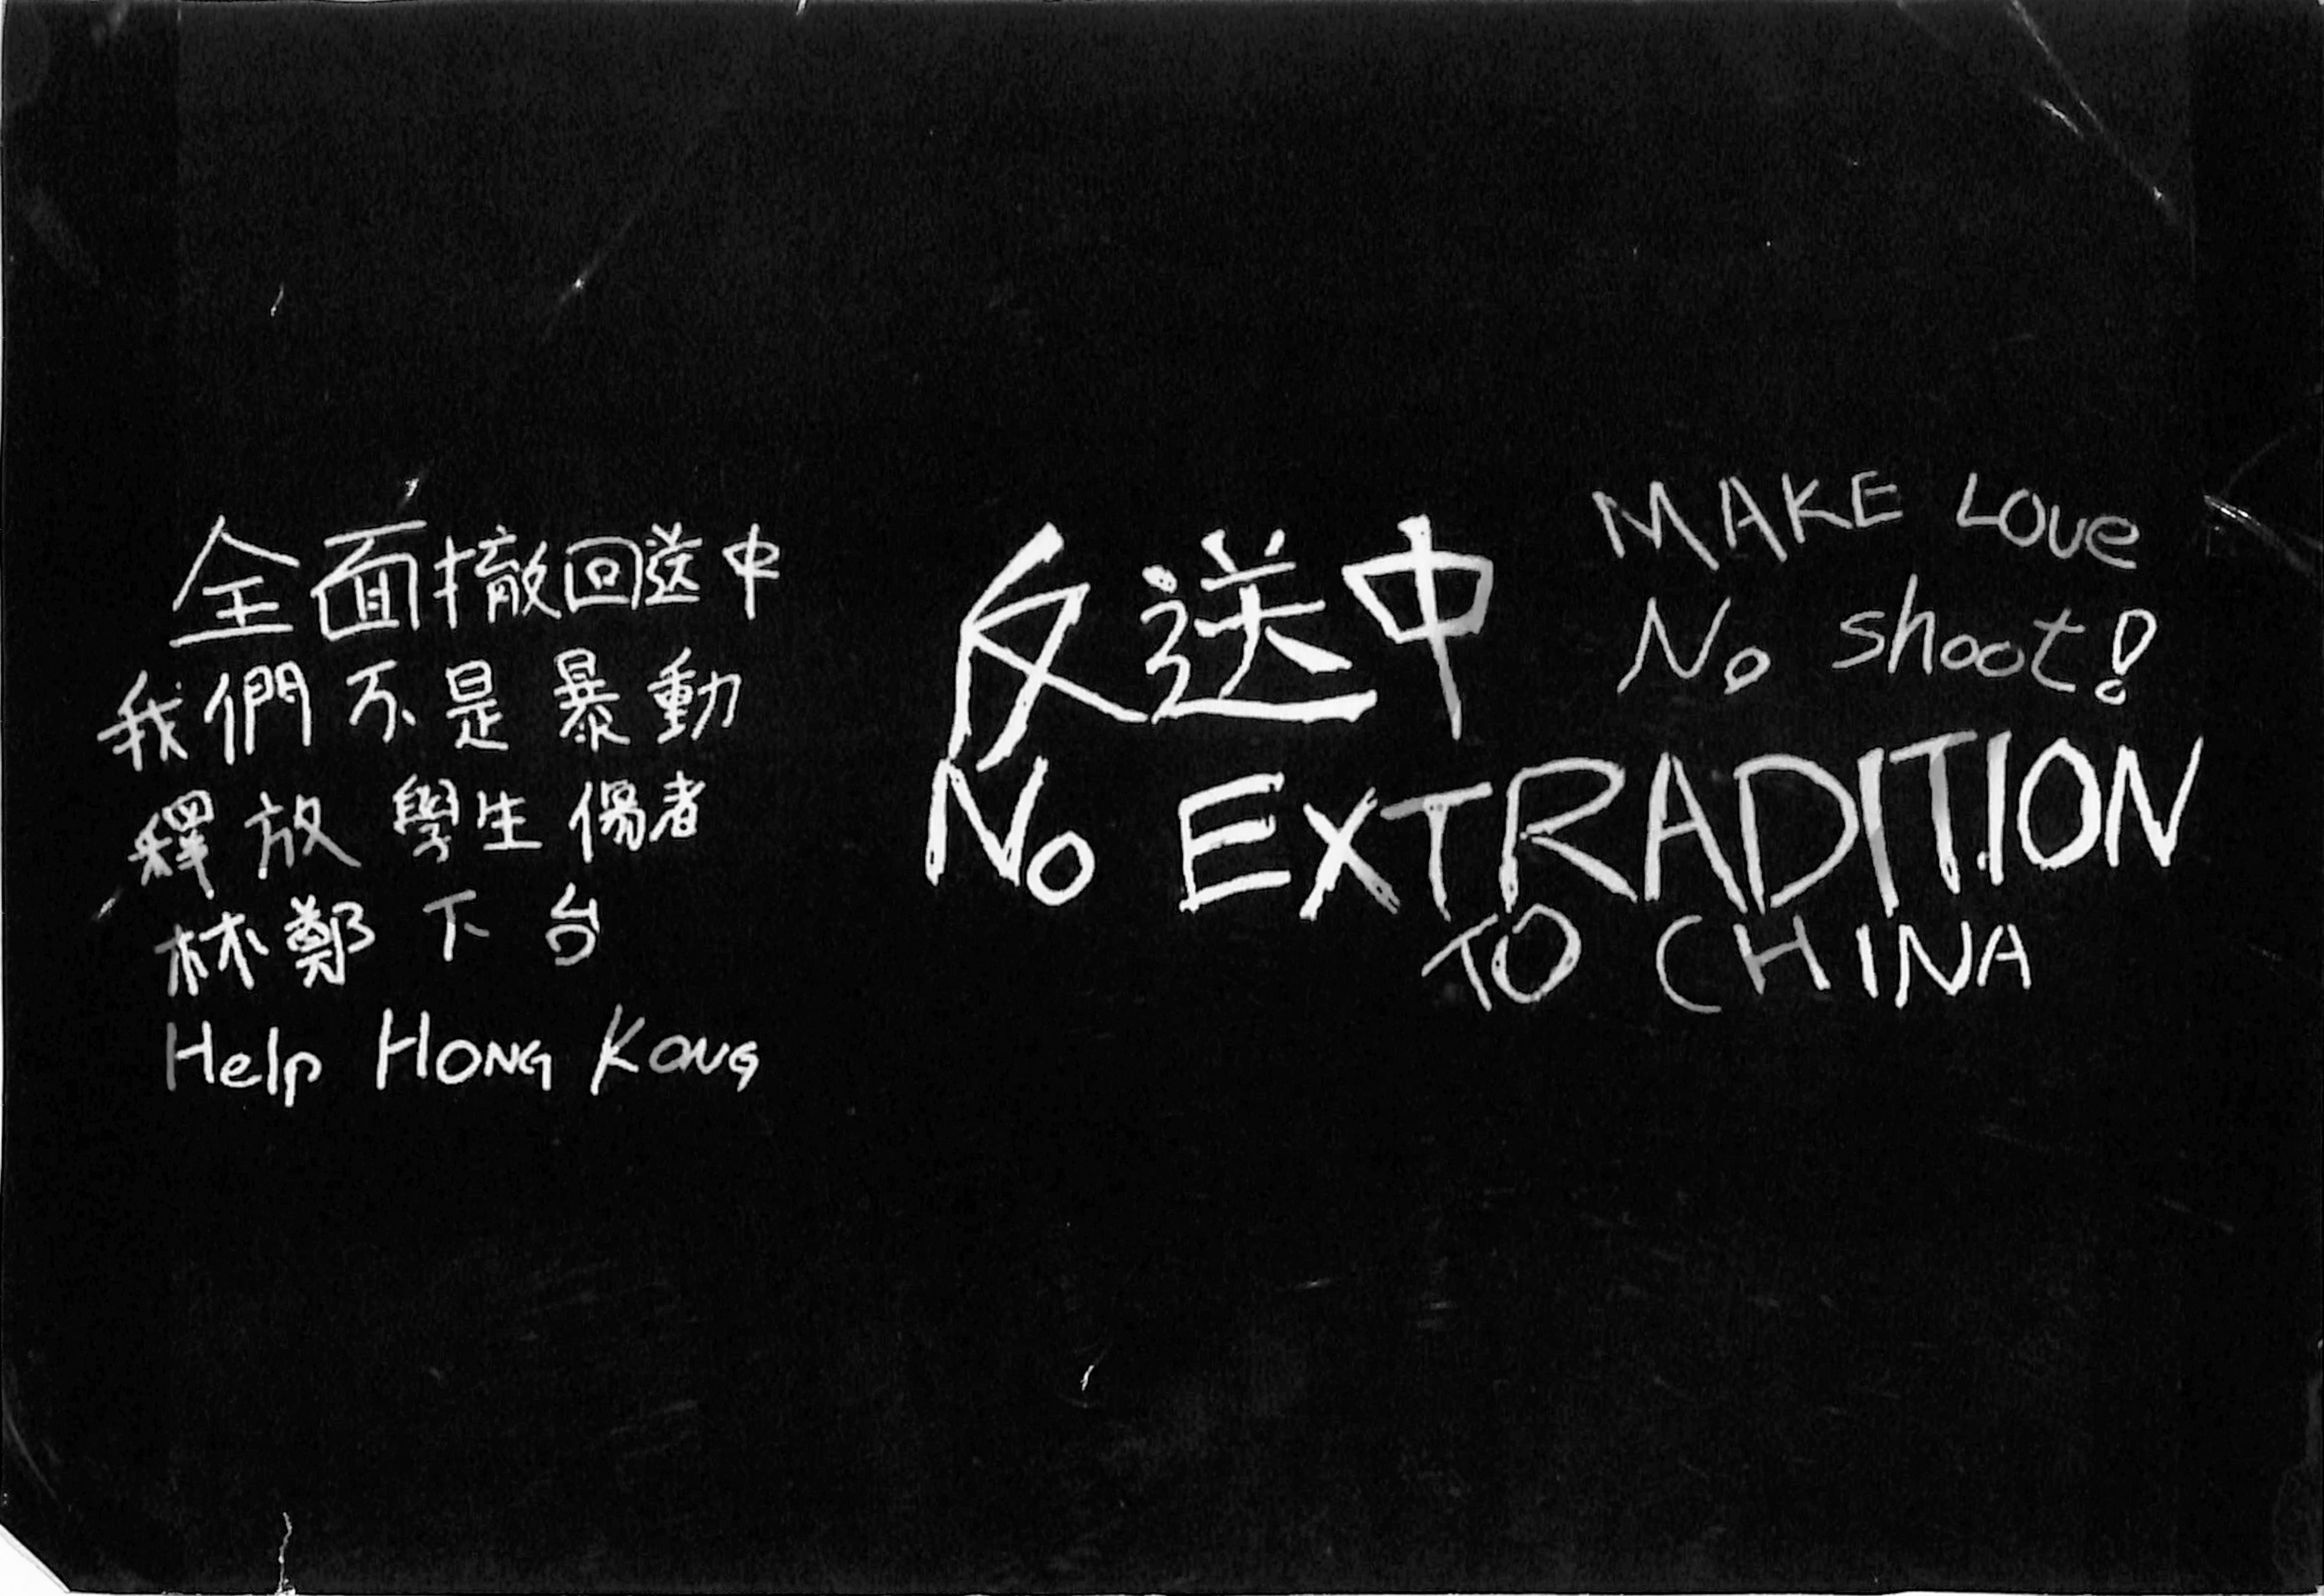 全面撤回送中
我們不是暴動
釋放學生傷者
林鄭下台
Help HONG KONG
反送中
No EXTRADITION
TO CHINA
MAKE Love
No shoot!